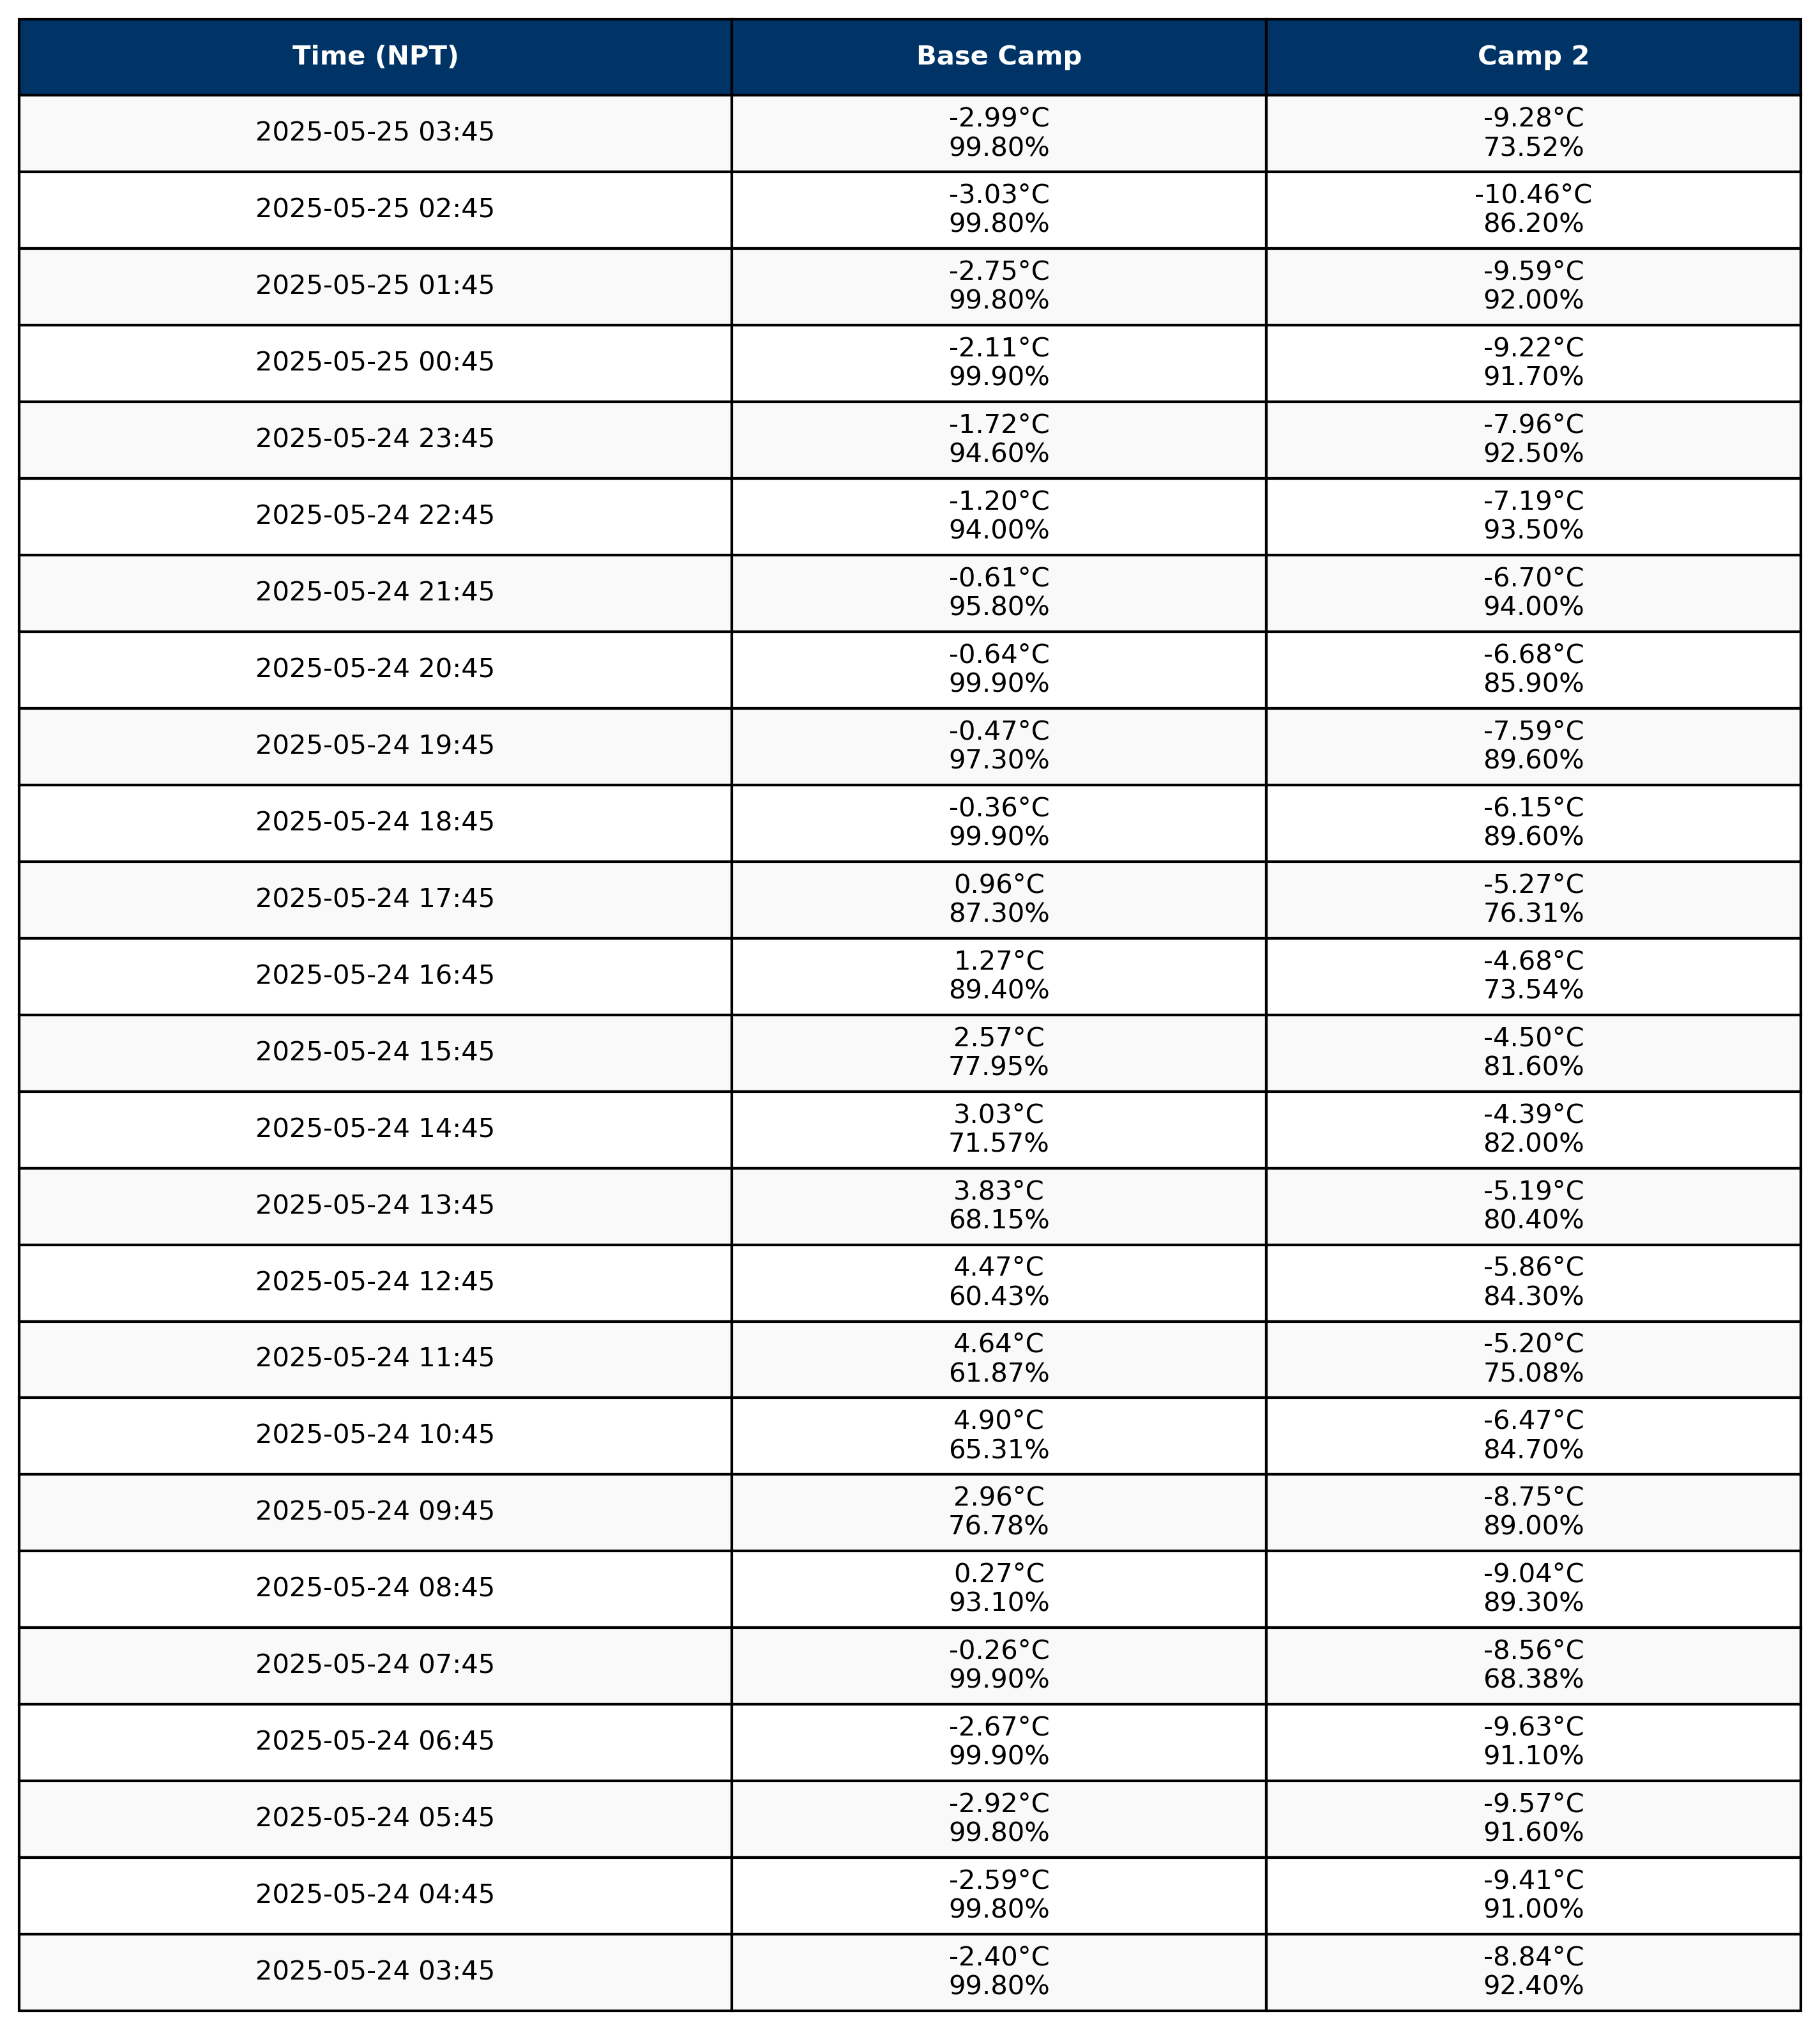 Time (NPT) Base Camp Camp 2
2025-05-25 03:45 -2.99°C -9.28°C
99.80% 73.52%
2025-05-25 02:45 -3.03°C -10.46°C
99.80% 86.20%
2025-05-25 01:45 -2.75°C -9.59°C
99.80% 92.00%
2025-05-25 00:45 -2.11°C -9.22°C
99.90% 91.70%
2025-05-24 23:45 -1.72°C -7.96°C
94.60% 92.50%
2025-05-24 22:45 -1.20°C -7.19°C
94.00% 93.50%
2025-05-24 21:45 -0.61°C -6.70°C
95.80% 94.00%
2025-05-24 20:45 -0.64°C -6.68°C
99.90% 85.90%
2025-05-24 19:45 -0.47°C -7.59°C
97.30% 89.60%
2025-05-24 18:45 -0.36°C -6.15°C
99.90% 89.60%
2025-05-24 17:45 0.96°C -5.27°C
87.30% 76.31%
2025-05-24 16:45 1.27°C -4.68°C
89.40% 73.54%
2025-05-24 15:45 2.57°C -4.50°C
77.95% 81.60%
2025-05-24 14:45 3.03°C -4.39°C
71.57% 82.00%
2025-05-24 13:45 3.83°C -5.19°C
68.15% 80.40%
2025-05-24 12:45 4.47°C -5.86°C
60.43% 84.30%
2025-05-24 11:45 4.64°C -5.20°C
61.87% 75.08%
2025-05-24 10:45 4.90°C -6.47°C
65.31% 84.70%
2025-05-24 09:45 2.96°C -8.75°C
76.78% 89.00%
2025-05-24 08:45 0.27°C -9.04°C
93.10% 89.30%
2025-05-24 07:45 -0.26°C -8.56°C
99.90% 68.38%
2025-05-24 06:45 -2.67°C -9.63°C
99.90% 91.10%
2025-05-24 05:45 -2.92°C -9.57°C
99.80% 91.60%
2025-05-24 04:45 -2.59°C -9.41°C
99.80% 91.00%
2025-05-24 03:45 -2.40°C -8.84°C
99.80% 92.40%